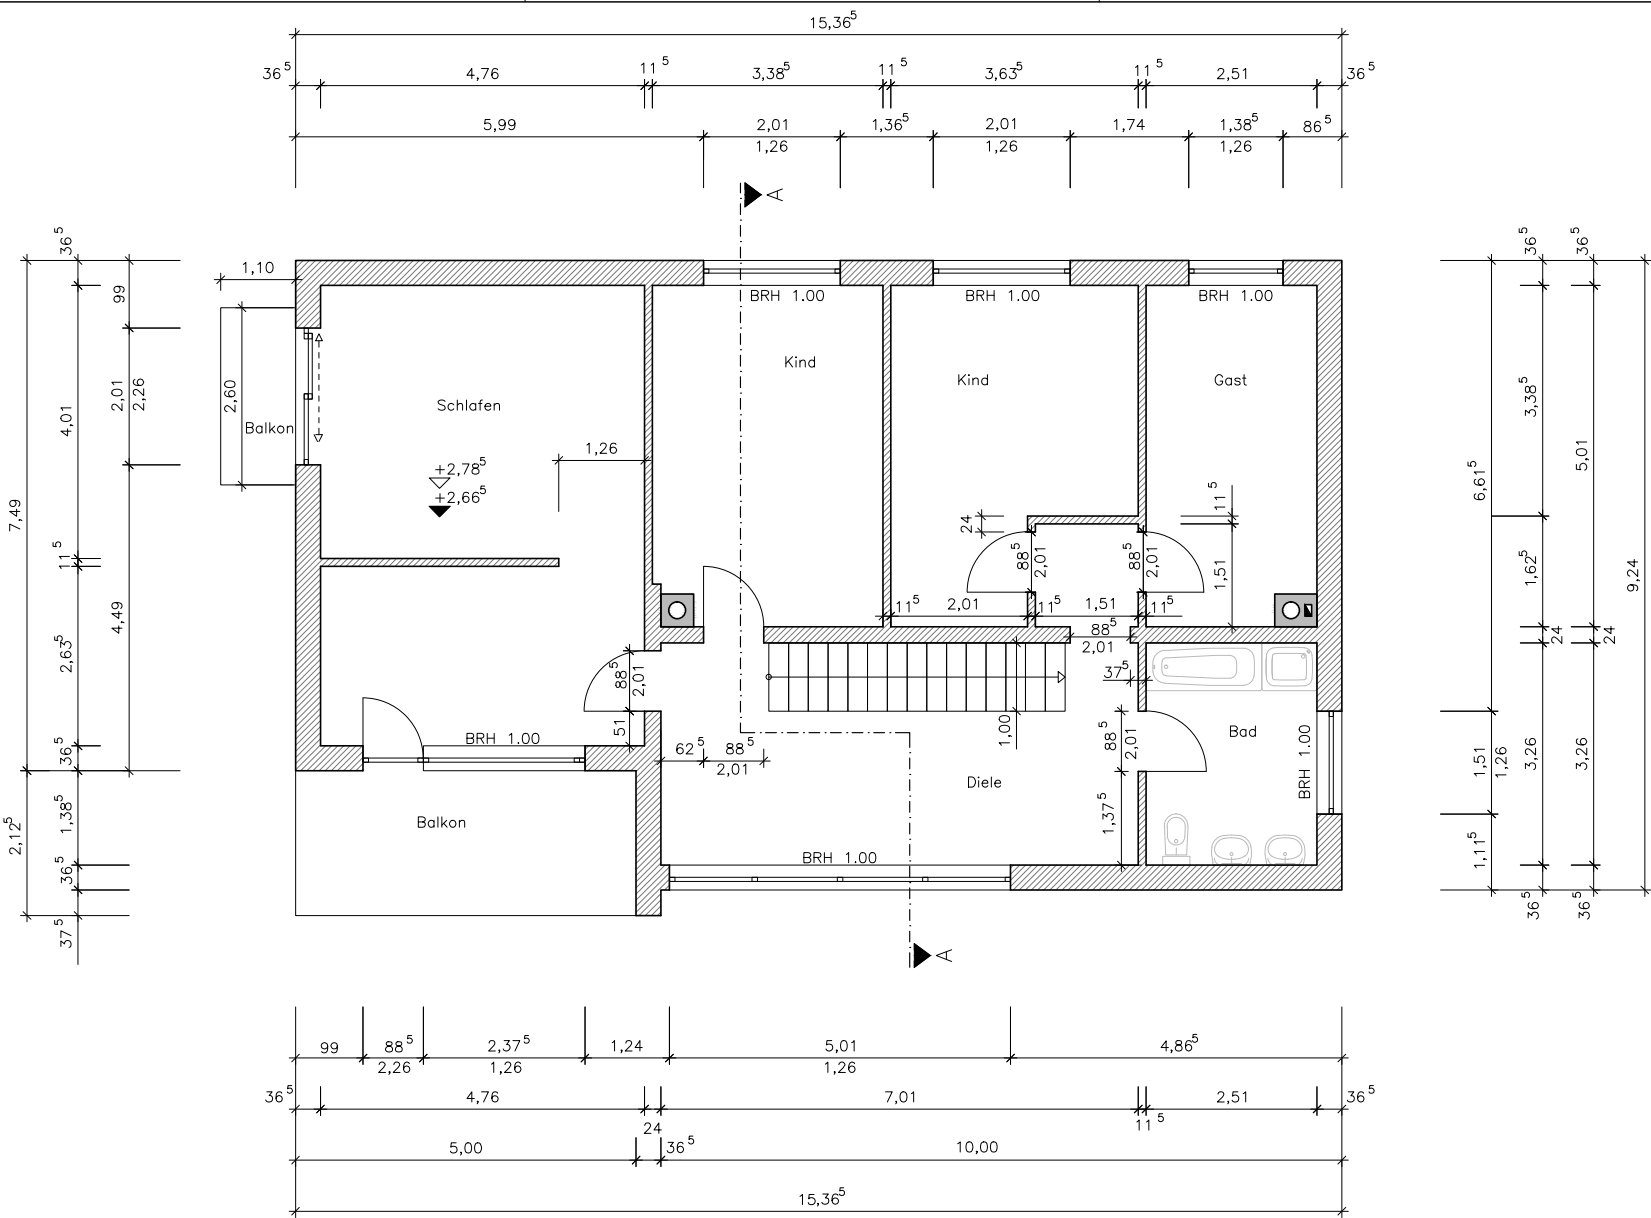 15,36⁵
36⁵ 4,76 11⁵ 3,38⁵ 11⁵ 3,63⁵ 11⁵ 2,51 36⁵
5,99 2,01 1,36⁵ 2,01 1,74 1,38⁵ 86⁵
1,26 1,26 1,26
A
36⁵ 36⁵ 36⁵
1,10
99
BRH 1.00 BRH 1.00 BRH 1.00
Kind
Kind
Gast
Schlafen
Balkon
2,60
2,01
2,26
4,01
7,49
1,26
+2,78⁵
+2,66⁵
3,38⁵
5,01
6,61⁵
24
11⁵
88⁵
2,01
88⁵
2,01
1,51
11⁵ 2,01 11⁵ 1,51 11⁵
11⁵
4,49
1,62⁵
9,24
24 24
88⁵
2,01
37⁵
2,63⁵
88⁵
2,01
51
1,00
BRH 1.00
36⁵
62⁵ 88⁵
2,01
88⁵
2,01
Bad
BRH 1.00
1,51
1,26
3,26
3,26
Diele
Balkon
1,38⁵
2,12⁵
1,37⁵
1,11⁵
BRH 1.00
36⁵
36⁵ 36⁵
37⁵
A
99 88⁵ 2,37⁵ 1,24 5,01 4,86⁵
2,26 1,26 1,26
36⁵ 4,76 7,01 2,51 36⁵
24 11⁵
5,00 36⁵ 10,00
15,36⁵